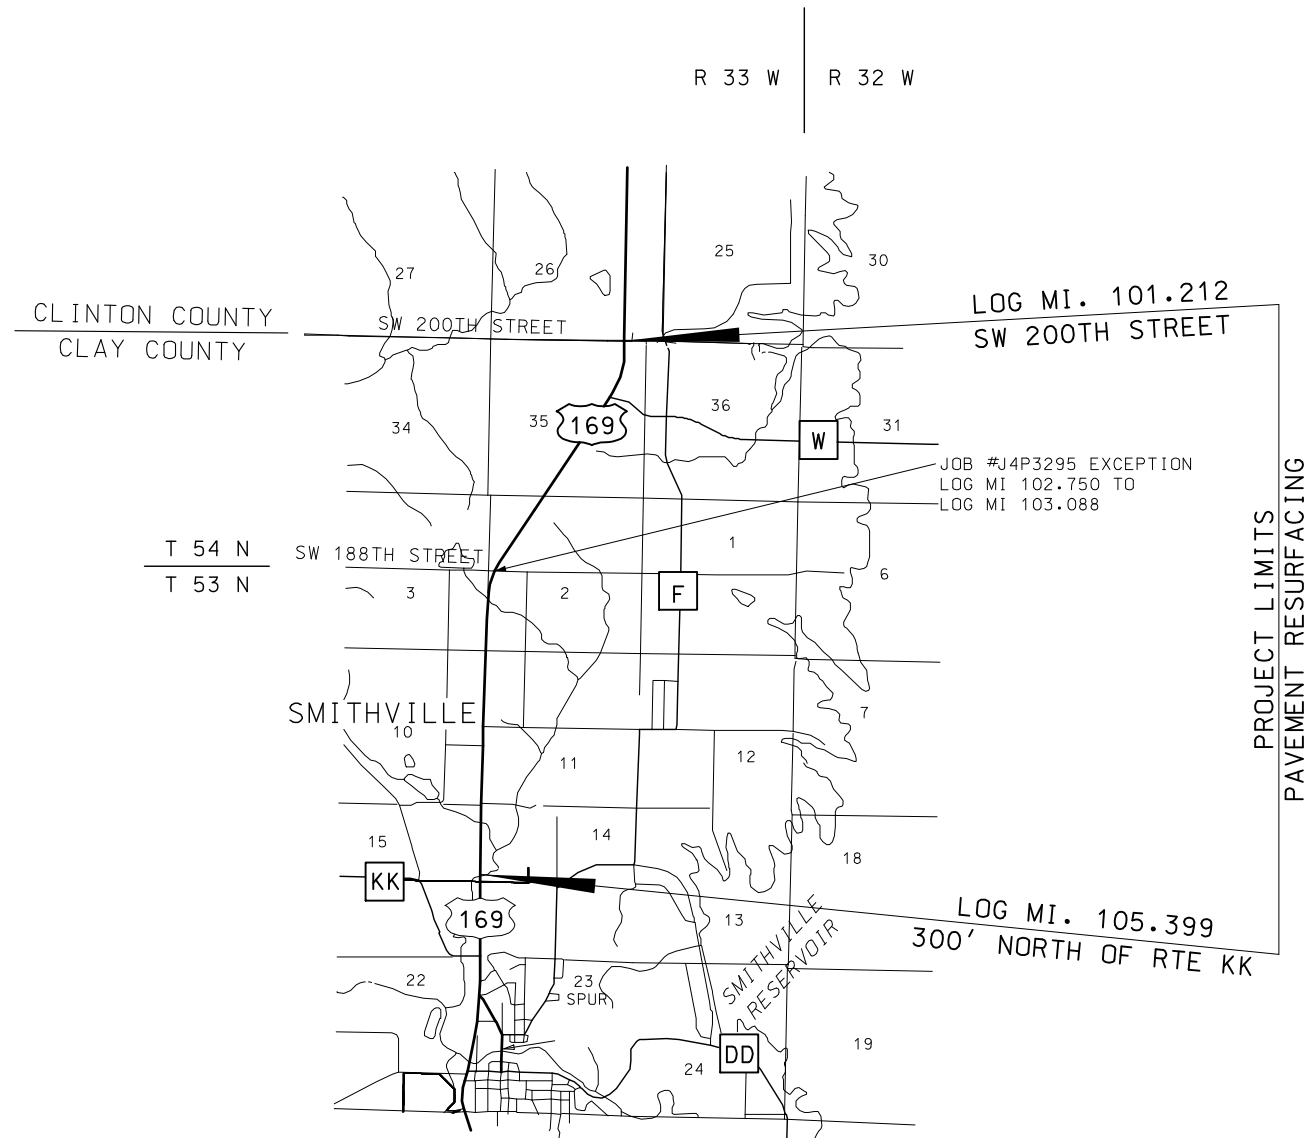 R 33 W
R 32 W
25
30
27
26
LOG MI. 101.212
SW 200TH STREET
CLINTON COUNTY
CLAY COUNTY
SW 200TH STREET
36
35
34
31
169
W
JOB #J4P3295 EXCEPTION
LOG MI 102.750 TO
LOG MI 103.088
PROJECT LIMITS
PAVEMENT RESURFACING
T 54 N
T 53 N
SW 188TH STREET
1
6
3
2
F
SMITHVILLE
7
10
11
12
15
14
18
KK
169
13
LOG MI. 105.399
300' NORTH OF RTE KK
SMITHVILLE
RESERVOIR
22
23
SPUR
19
DD
24